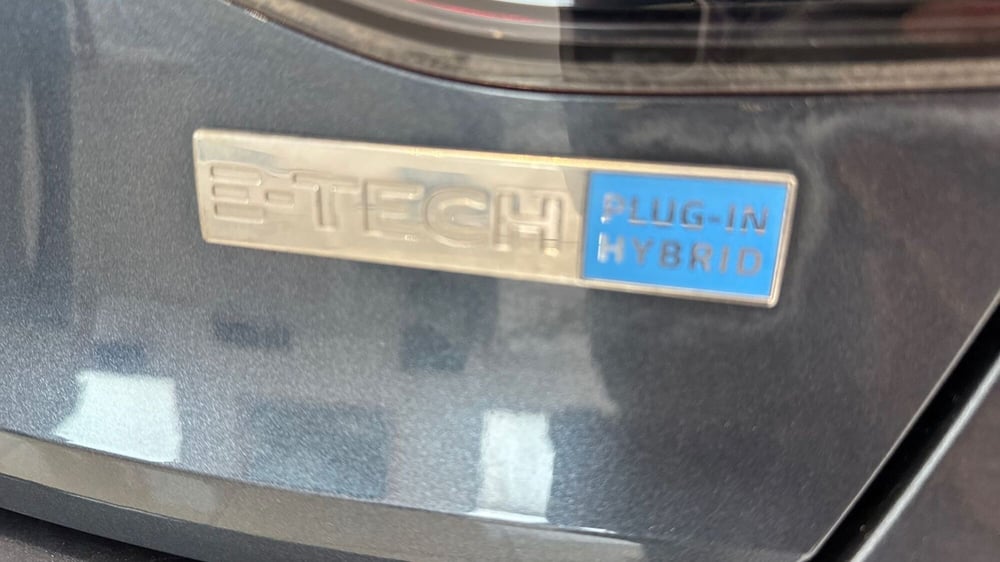 E-TECH
PLUG-IN
HYBRID